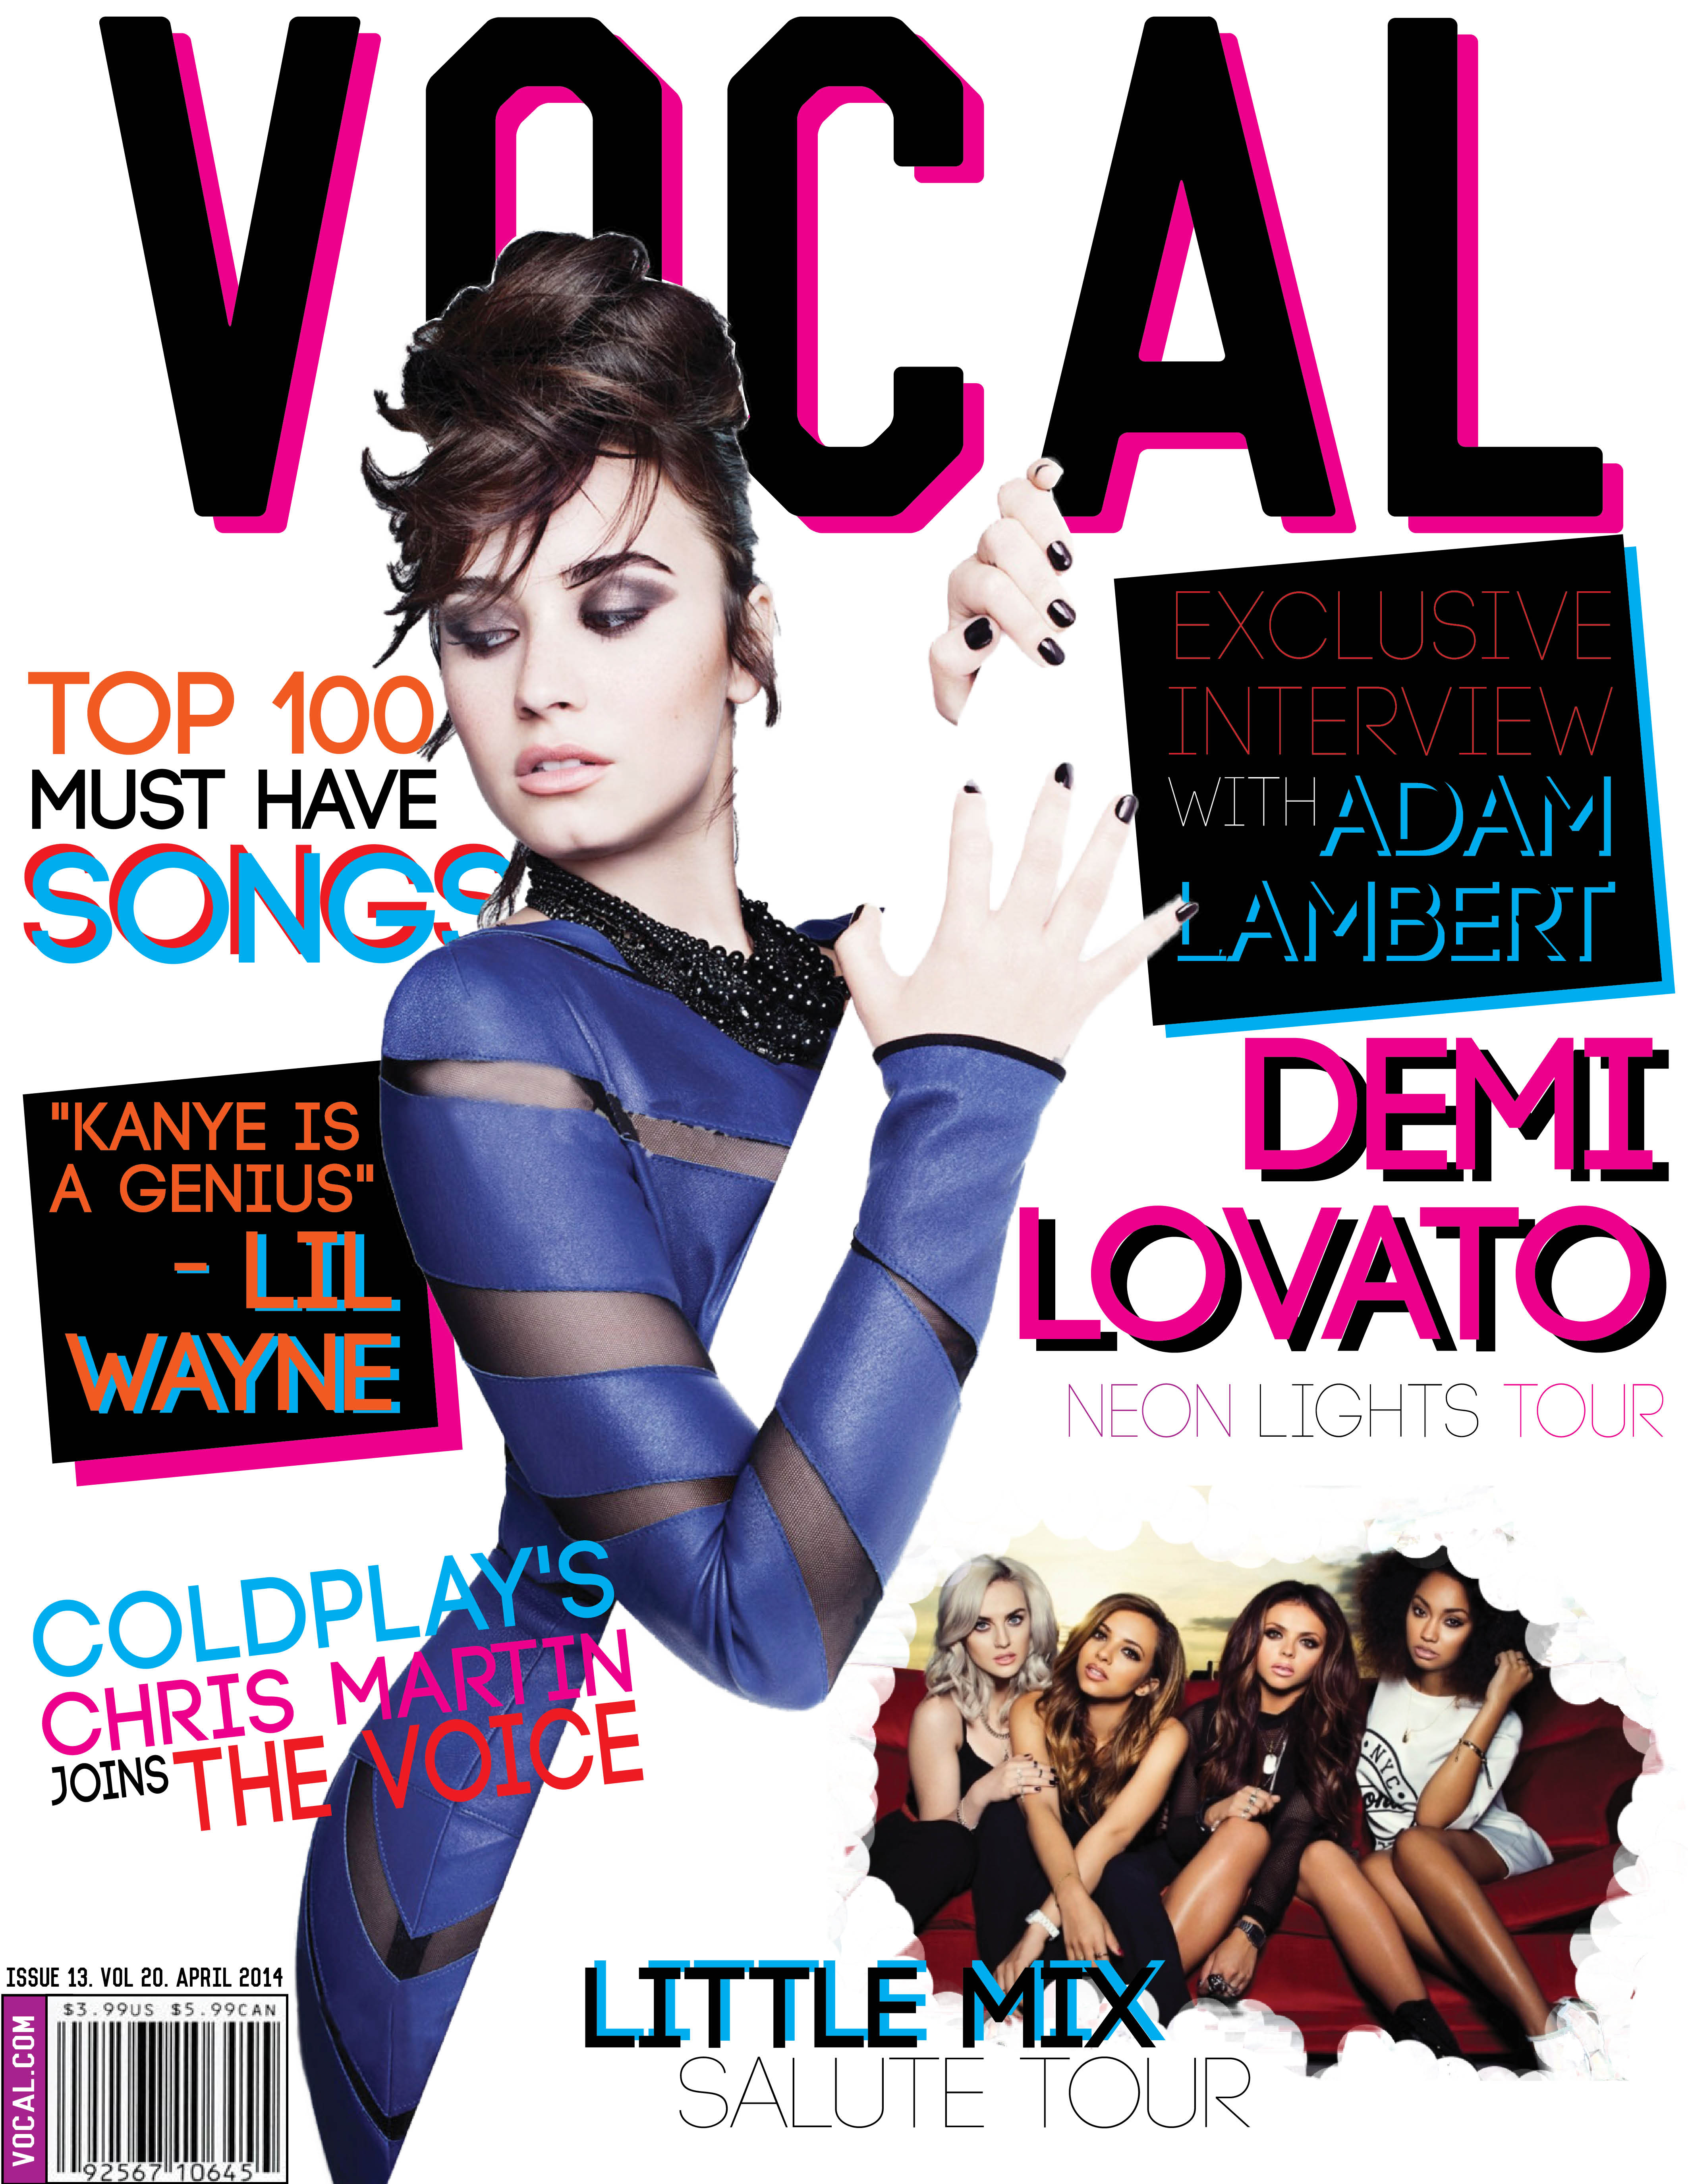 VOCAL
EXCLUSIVE
INTERVIEW
WITH ADAM
LAMBERT
TOP 100
MUST HAVE
SONGS
DEMI
LOVATO
NEON LIGHTS TOUR
"KANYE IS
A GENIUS"
- LIL
WAYNE
COLDPLAY'S
CHRIS MARTIN
JOINS THE VOICE
NYC
LITTLE MIX
SALUTE TOUR
ISSUE 13. VOL 20. APRIL 2014
$3.99US $5.99CAN
VOCAL.COM
92567 10645